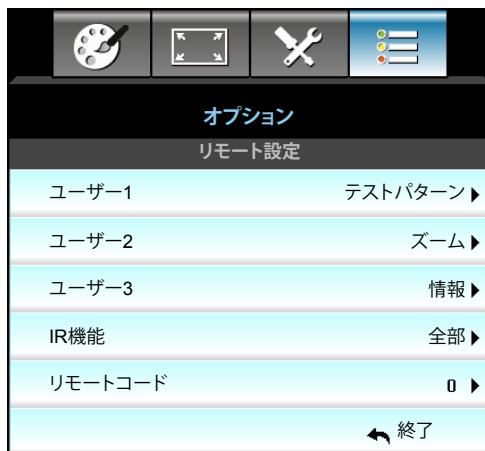 オプション
リモート設定
ユーザー1 テストパターン
ユーザー2 ズーム
ユーザー3 情報
IR機能 全部
リモートコード 0
終了